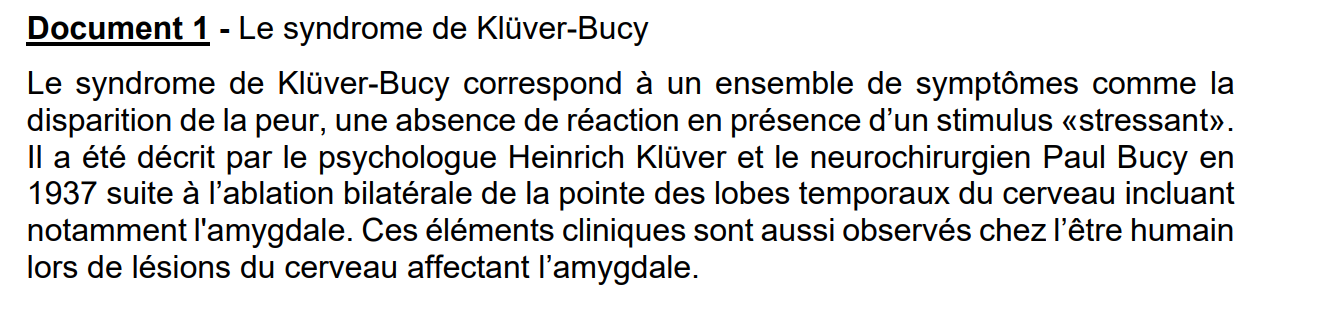 Document 1 - Le syndrome de Klüver-Bucy
Le syndrome de Klüver-Bucy correspond à un ensemble de symptômes comme la
disparition de la peur, une absence de réaction en présence d’un stimulus «stressant».
Il a été décrit par le psychologue Heinrich Klüver et le neurochirurgien Paul Bucy en
1937 suite à l’ablation bilatérale de la pointe des lobes temporaux du cerveau incluant
notamment l'amygdale. Ces éléments cliniques sont aussi observés chez l’être humain
lors de lésions du cerveau affectant l’amygdale.